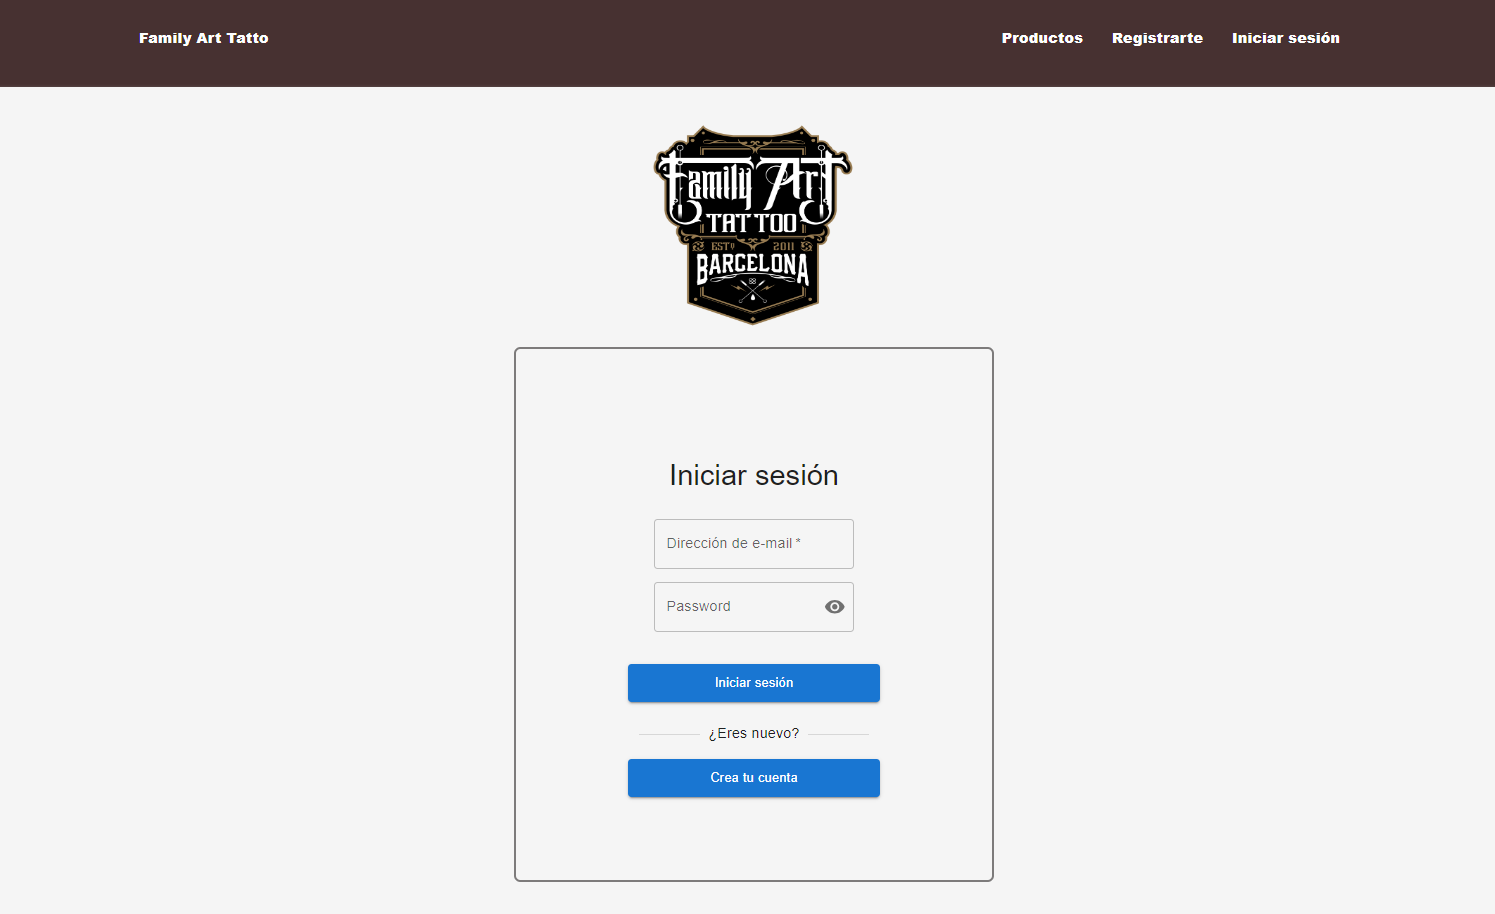 Family Art Tatto
Productos
Registrarte
Iniciar sesión
Family Art
TATTOO
ESTD 2011
BARCELONA
Iniciar sesión
Dirección de e-mail *
Password
Iniciar sesión
¿Eres nuevo?
Crea tu cuenta